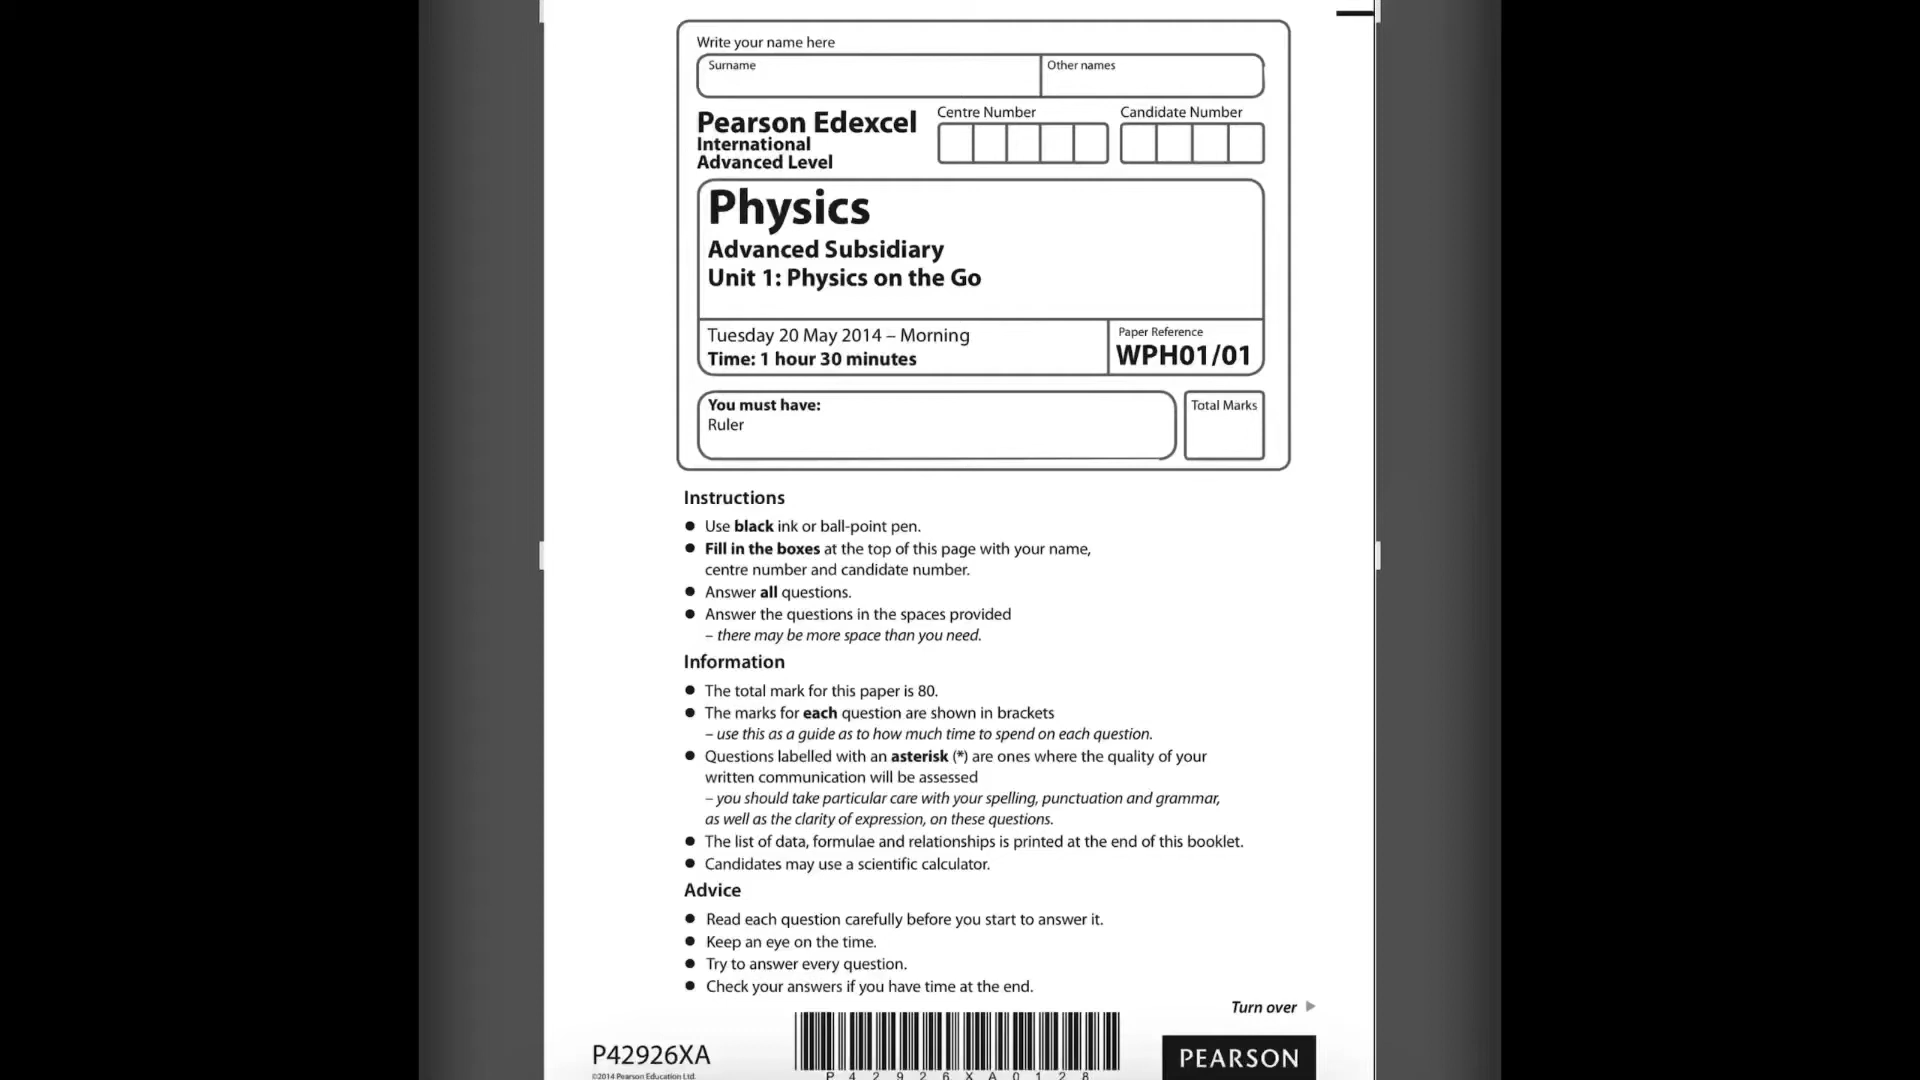 Write your name here
Surname
Other names
Pearson Edexcel
International
Advanced Level
Centre Number
Candidate Number
Physics
Advanced Subsidiary
Unit 1: Physics on the Go
Tuesday 20 May 2014 – Morning
Time: 1 hour 30 minutes
Paper Reference
WPH01/01
You must have:
Ruler
Total Marks
Instructions
● Use black ink or ball-point pen.
● Fill in the boxes at the top of this page with your name,
centre number and candidate number.
● Answer all questions.
● Answer the questions in the spaces provided
– there may be more space than you need.
Information
● The total mark for this paper is 80.
● The marks for each question are shown in brackets
– use this as a guide as to how much time to spend on each question.
● Questions labelled with an asterisk (*) are ones where the quality of your
written communication will be assessed
– you should take particular care with your spelling, punctuation and grammar,
as well as the clarity of expression, on these questions.
● The list of data, formulae and relationships is printed at the end of this booklet.
● Candidates may use a scientific calculator.
Advice
● Read each question carefully before you start to answer it.
● Keep an eye on the time.
● Try to answer every question.
● Check your answers if you have time at the end.
Turn over
P42926XA
©2014 Pearson Education Ltd.
P 4 2 9 2 6 X A 0 1 2 8
PEARSON